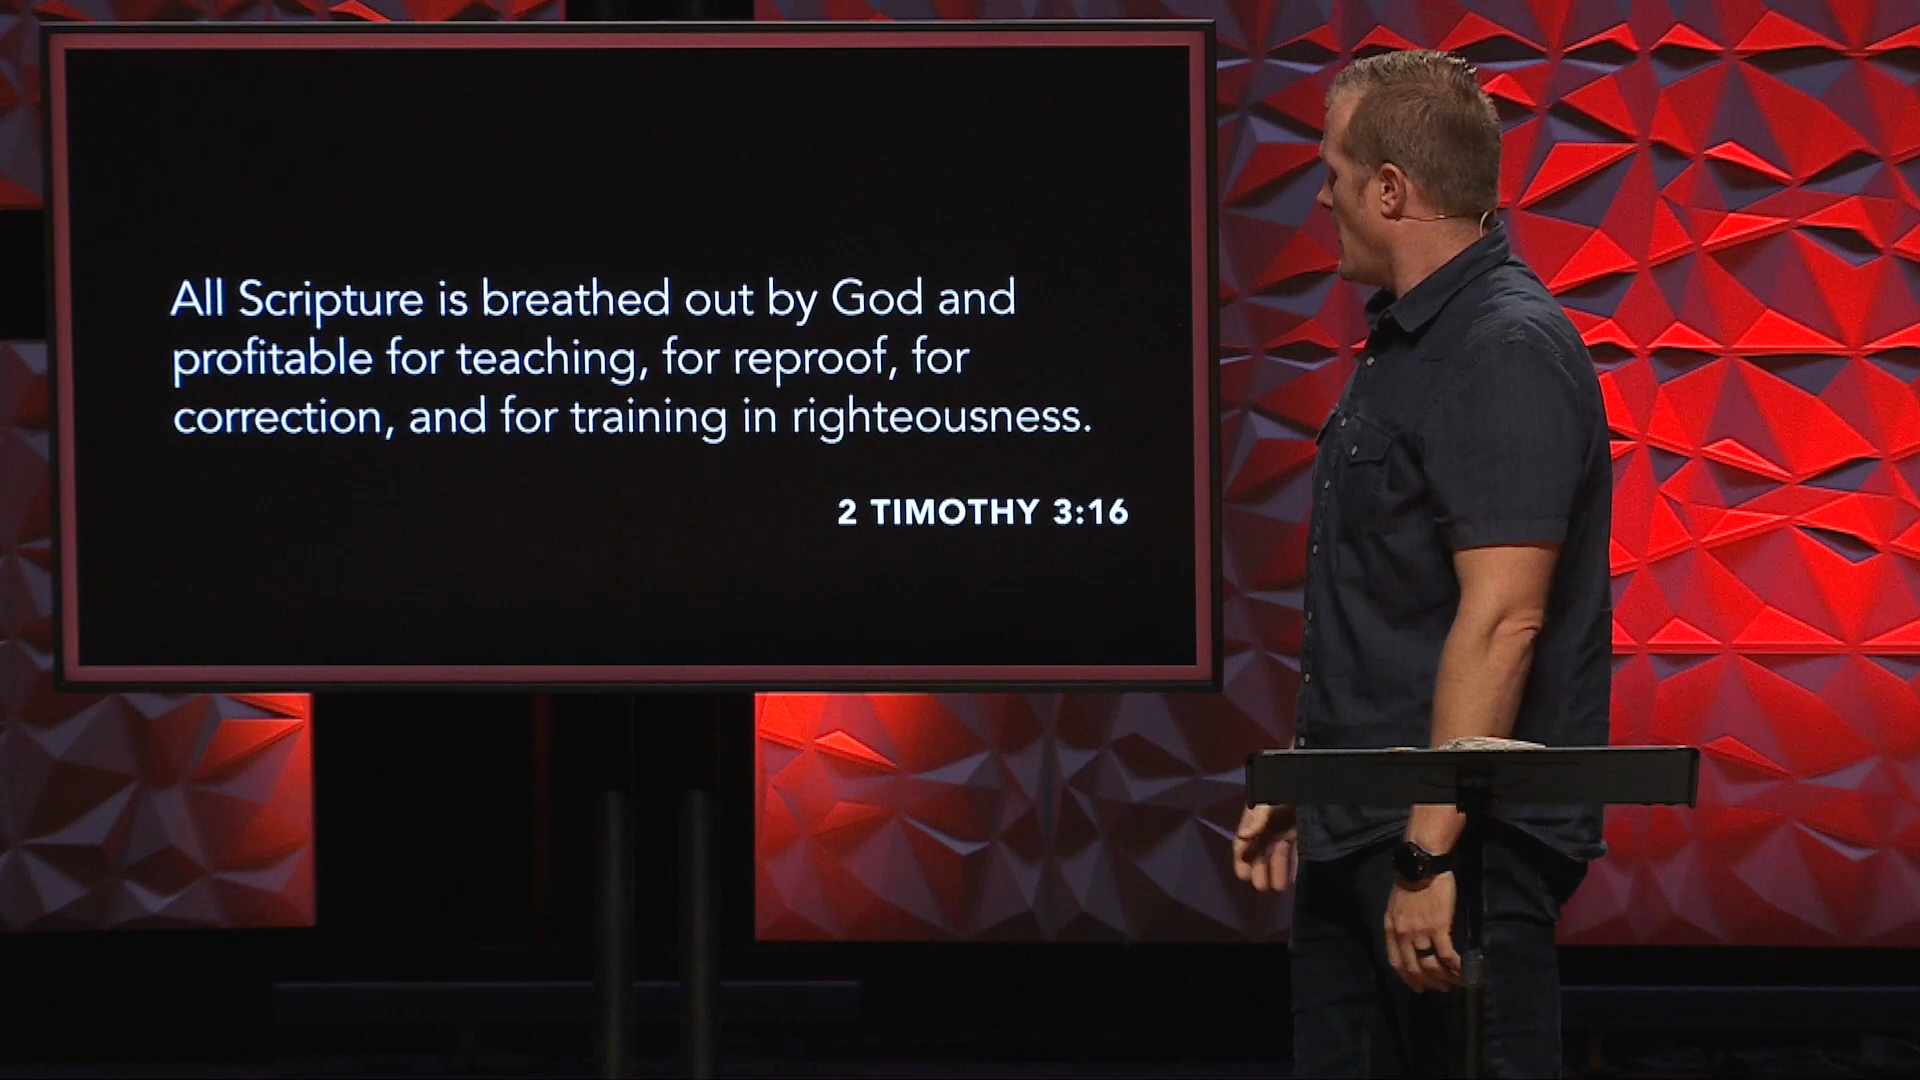 All Scripture is breathed out by God and
profitable for teaching, for reproof, for
correction, and for training in righteousness.
2 TIMOTHY 3:16